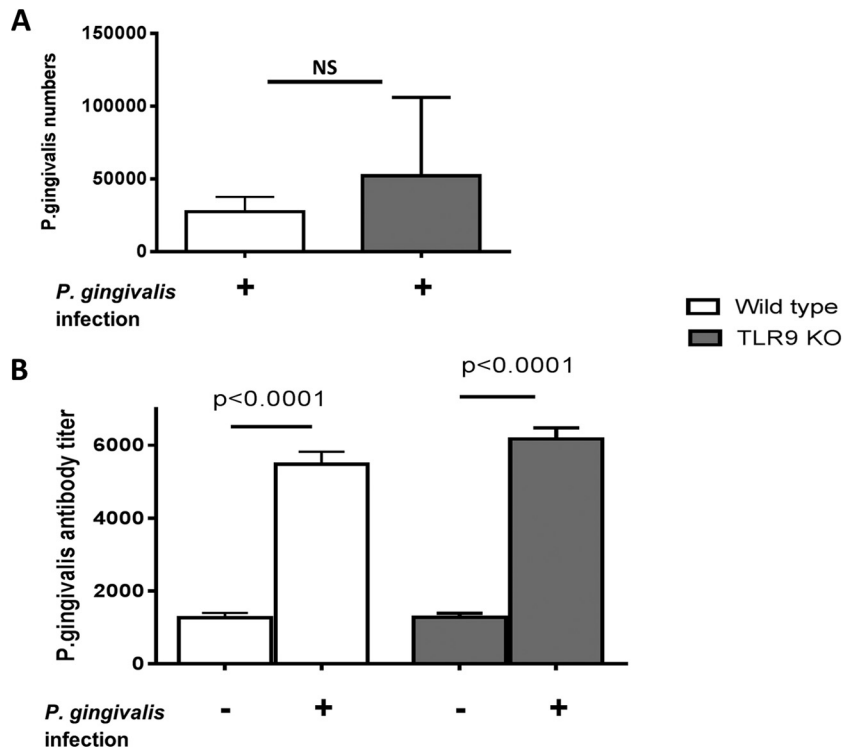 A
150000
100000
50000
0
P.gingivalis numbers
NS
P. gingivalis
infection
+ +
Wild type
TLR9 KO
B
p<0.0001 p<0.0001
6000
4000
2000
0
P.gingivalis antibody titer
P. gingivalis
infection
- + - +